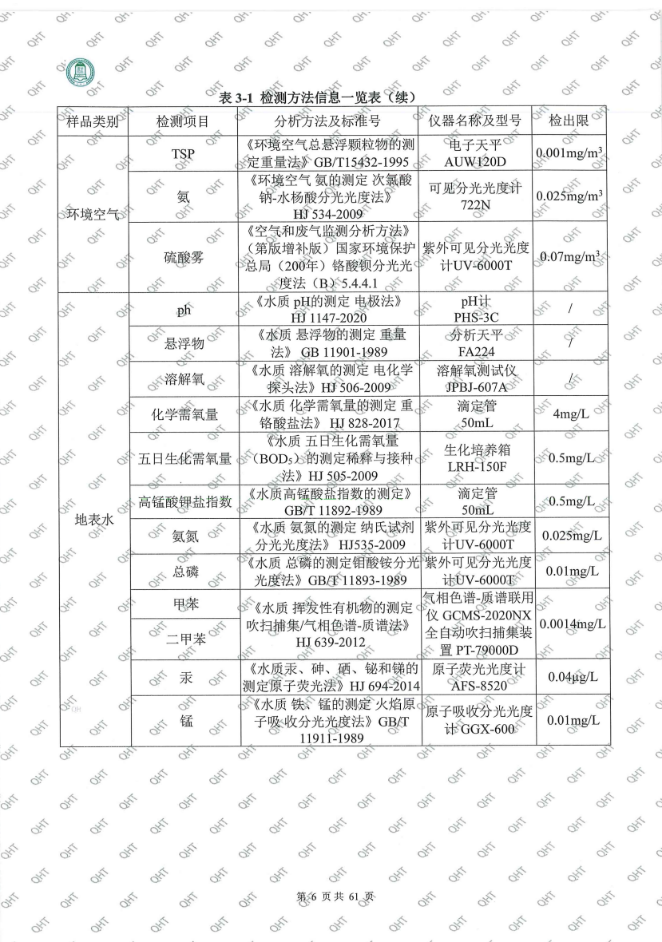 表 3-1 检测方法信息一览表（续）
样品类别 检测项目 分析方法及标准号 仪器名称及型号 检出限
环境空气
TSP
《环境空气总悬浮颗粒物的测
定重量法》GB/T15432-1995
电子天平
AUW120D
0.001mg/m³
氨
《环境空气 氨的测定 次氯酸
钠-水杨酸分光光度法》
HJ 534-2009
可见分光光度计
722N
0.025mg/m³
硫酸雾
《空气和废气监测分析方法》
（第版增补版）国家环境保护
总局（200年）铬酸钡分光光
度法（B）5.4.4.1
紫外可见分光光度
计UV-6000T
0.07mg/m³
地表水
ph
《水质 pH的测定 电极法》
HJ 1147-2020
pH计
PHS-3C
/
悬浮物
《水质 悬浮物的测定 重量
法》 GB 11901-1989
分析天平
FA224
/
溶解氧
《水质 溶解氧的测定 电化学
探头法》HJ 506-2009
溶解氧测试仪
JPBJ-607A
/
化学需氧量
《水质 化学需氧量的测定 重
铬酸盐法》 HJ 828-2017
滴定管
50mL
4mg/L
五日生化需氧量
《水质 五日生化需氧量
（BOD₅）的测定稀释与接种
法》HJ 505-2009
生化培养箱
LRH-150F
0.5mg/L
高锰酸钾盐指数
《水质高锰酸盐指数的测定》
GB/T 11892-1989
滴定管
50mL
0.5mg/L
氨氮
《水质 氨氮的测定 纳氏试剂
分光光度法》 HJ535-2009
紫外可见分光光度
计UV-6000T
0.025mg/L
总磷
《水质 总磷的测定钼酸铵分光
光度法》GB/T 11893-1989
紫外可见分光光度
计UV-6000T
0.01mg/L
甲苯
二甲苯
《水质 挥发性有机物的测定
吹扫捕集/气相色谱-质谱法》
HJ 639-2012
气相色谱-质谱联用
仪 GCMS-2020NX
全自动吹扫捕集装
置 PT-79000D
0.0014mg/L
汞
《水质汞、砷、硒、铋和锑的
测定原子荧光法》HJ 694-2014
原子荧光光度计
AFS-8520
0.04μg/L
锰
《水质 铁、锰的测定 火焰原
子吸收分光光度法》GB/T
11911-1989
原子吸收分光光度
计 GGX-600
0.01mg/L
第 6 页 共 61 页
QHT